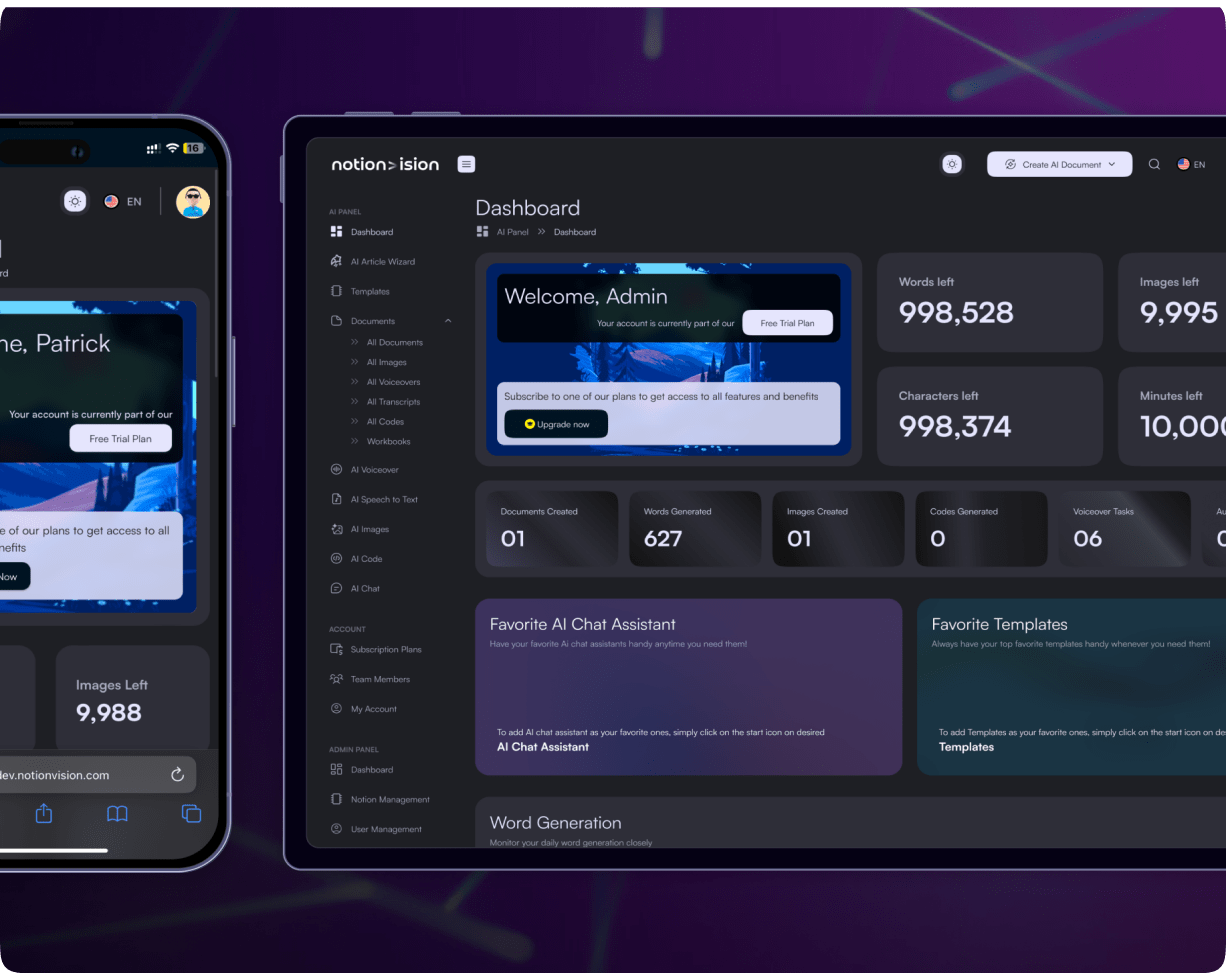 16
EN
rd
ne, Patrick
Your account is currently part of our
Free Trial Plan
e of our plans to get access to all
nefits
Now
Images Left
9,988
dev.notionvision.com
notion>ision
Create AI Document
EN
AI PANEL
Dashboard
AI Article Wizard
Templates
Documents
All Documents
All Images
All Voiceovers
All Transcripts
All Codes
Workbooks
AI Voiceover
AI Speech to Text
AI Images
AI Code
AI Chat
ACCOUNT
Subscription Plans
Team Members
My Account
ADMIN PANEL
Dashboard
Notion Management
User Management
Dashboard
AI Panel >> Dashboard
Welcome, Admin
Your account is currently part of our
Free Trial Plan
Subscribe to one of our plans to get access to all features and benefits
Upgrade now
Words left
998,528
Images left
9,995
Characters left
998,374
Minutes left
10,000
Documents Created
01
Words Generated
627
Images Created
01
Codes Generated
0
Voiceover Tasks
06
Au
Favorite AI Chat Assistant
Have your favorite Ai chat assistants handy anytime you need them!
To add AI chat assistant as your favorite ones, simply click on the start icon on desired
AI Chat Assistant
Favorite Templates
Always have your top favorite templates handy whenever you need them!
To add Templates as your favorite ones, simply click on the start icon on de
Templates
Word Generation
Monitor your daily word generation closely